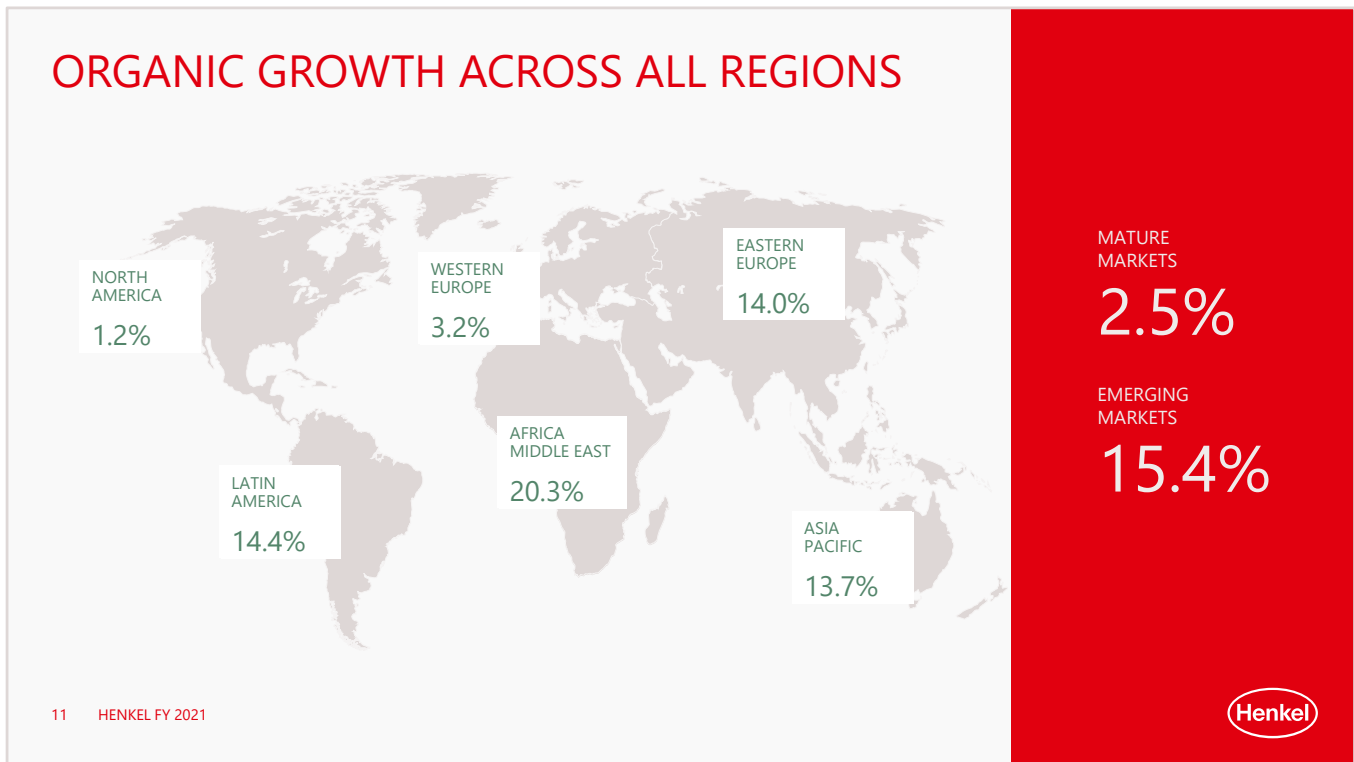 ORGANIC GROWTH ACROSS ALL REGIONS
NORTH
AMERICA
1.2%
WESTERN
EUROPE
3.2%
EASTERN
EUROPE
14.0%
LATIN
AMERICA
14.4%
AFRICA
MIDDLE EAST
20.3%
ASIA
PACIFIC
13.7%
MATURE
MARKETS
2.5%
EMERGING
MARKETS
15.4%
11 HENKEL FY 2021
Henkel